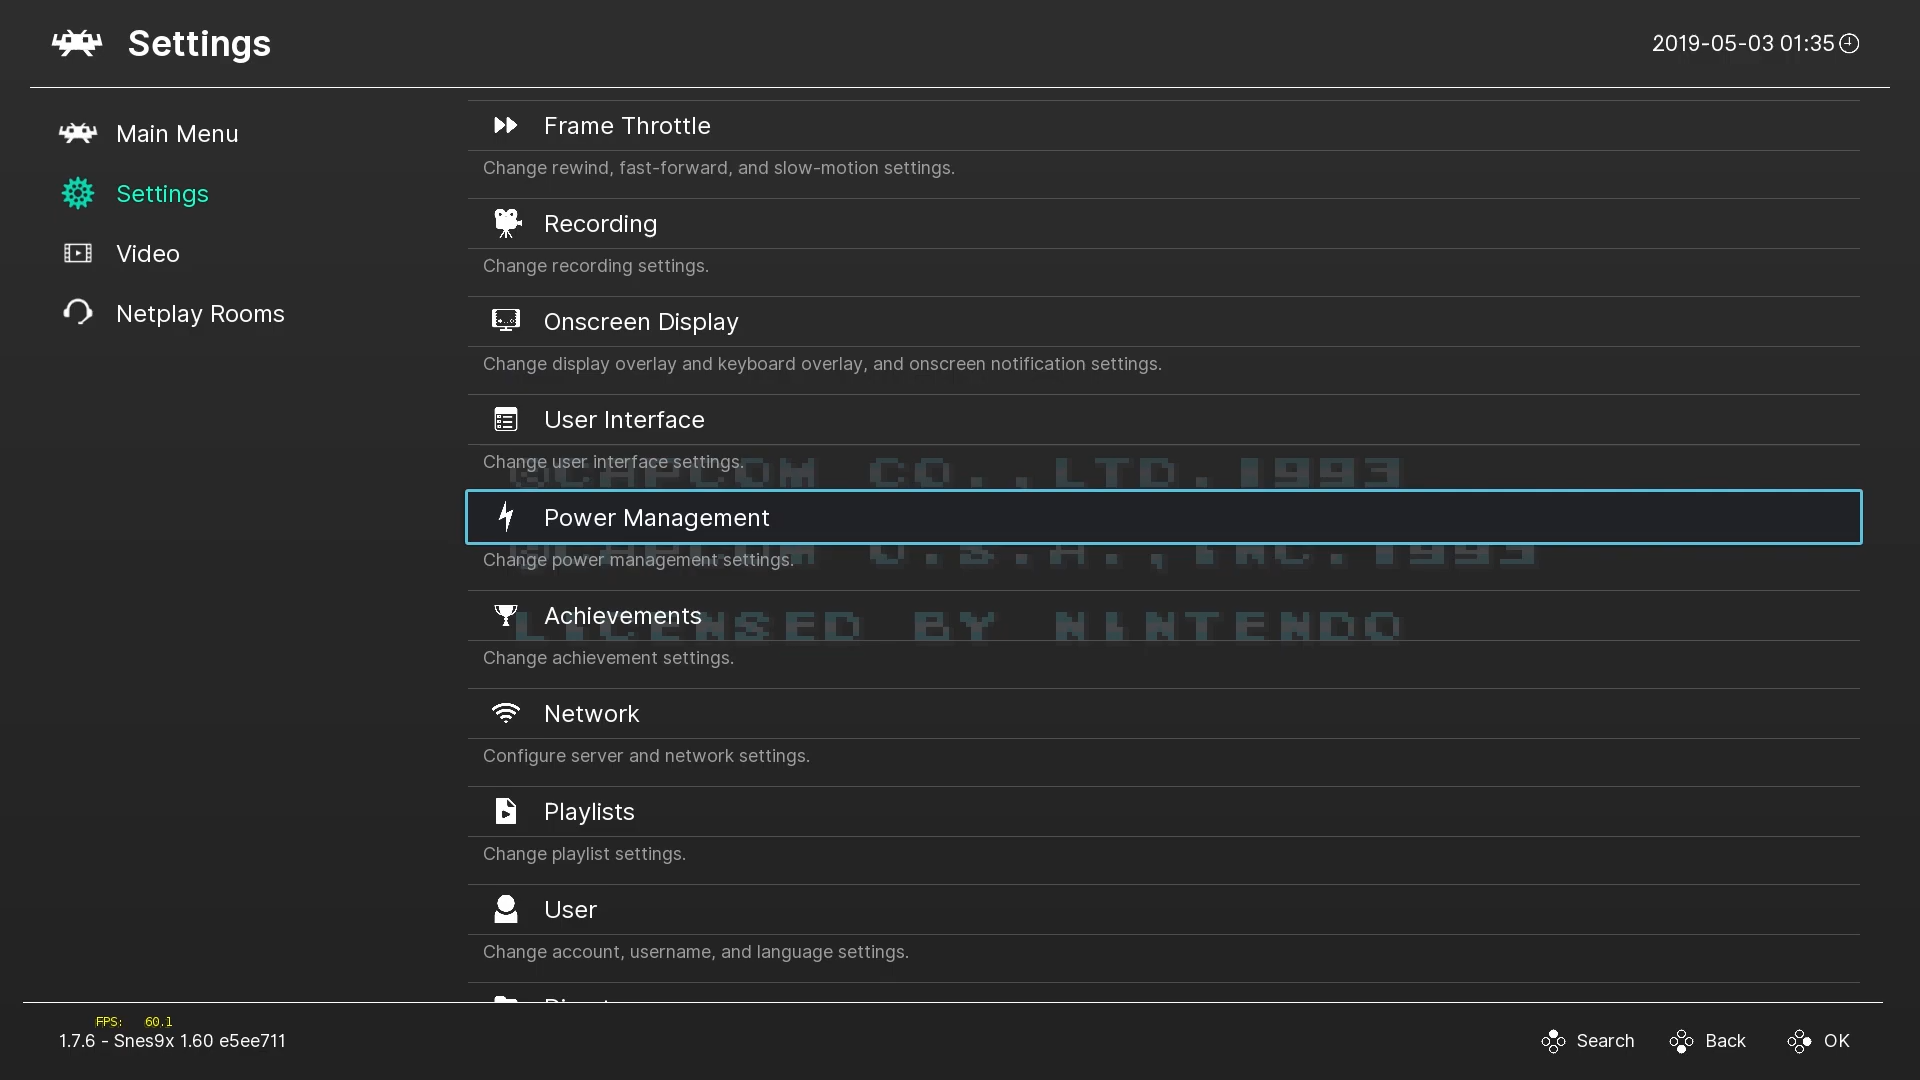 Settings
2019-05-03 01:35
Main Menu
Settings
Video
Netplay Rooms
Frame Throttle
Change rewind, fast-forward, and slow-motion settings.
Recording
Change recording settings.
Onscreen Display
Change display overlay and keyboard overlay, and onscreen notification settings.
User Interface
Change user interface settings.
©CAPCOM CO.,LTD.1993
Power Management
©CAPCOM U.S.A.,INC.1993
Change power management settings.
Achievements
LICENSED BY NINTENDO
Change achievement settings.
Network
Configure server and network settings.
Playlists
Change playlist settings.
User
Change account, username, and language settings.
FPS: 60.1
1.7.6 - Snes9x 1.60 e5ee711
Search Back OK